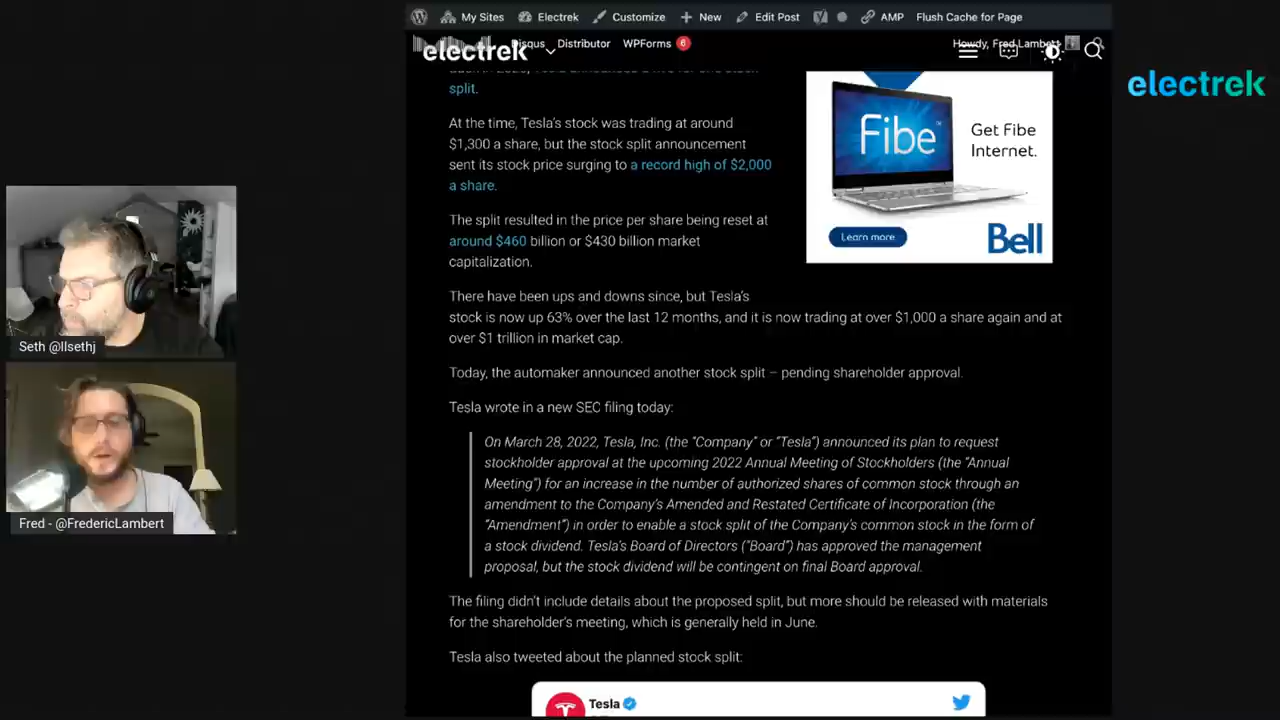 My Sites Electrek Customize New Edit Post AMP Flush Cache for Page
electrek Disqus Distributor WPForms 6 Howdy, Fred Lambert
electrek
split.
At the time, Tesla's stock was trading at around
$1,300 a share, but the stock split announcement
sent its stock price surging to a record high of $2,000
a share.
The split resulted in the price per share being reset at
around $460 billion or $430 billion market
capitalization.
There have been ups and downs since, but Tesla's
stock is now up 63% over the last 12 months, and it is now trading at over $1,000 a share again and at
over $1 trillion in market cap.
Today, the automaker announced another stock split – pending shareholder approval.
Tesla wrote in a new SEC filing today:
On March 28, 2022, Tesla, Inc. (the "Company" or "Tesla") announced its plan to request
stockholder approval at the upcoming 2022 Annual Meeting of Stockholders (the "Annual
Meeting") for an increase in the number of authorized shares of common stock through an
amendment to the Company's Amended and Restated Certificate of Incorporation (the
"Amendment") in order to enable a stock split of the Company's common stock in the form of
a stock dividend. Tesla's Board of Directors ("Board") has approved the management
proposal, but the stock dividend will be contingent on final Board approval.
The filing didn't include details about the proposed split, but more should be released with materials
for the shareholder's meeting, which is generally held in June.
Tesla also tweeted about the planned stock split:
Tesla
Fibe™
Get Fibe
Internet.
Learn more
Bell
Seth @llsethj
Fred - @FredericLambert